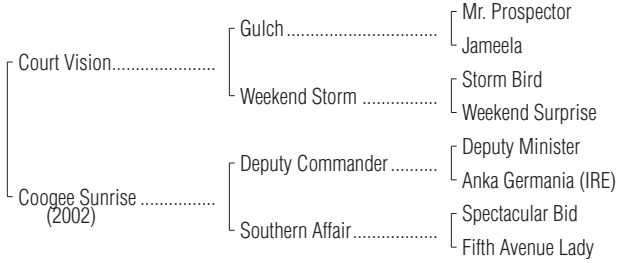 Mr. Prospector
Gulch
Jameela
Court Vision
Storm Bird
Weekend Storm
Weekend Surprise
Deputy Minister
Deputy Commander
Anka Germania (IRE)
Coogee Sunrise
(2002)
Spectacular Bid
Southern Affair
Fifth Avenue Lady